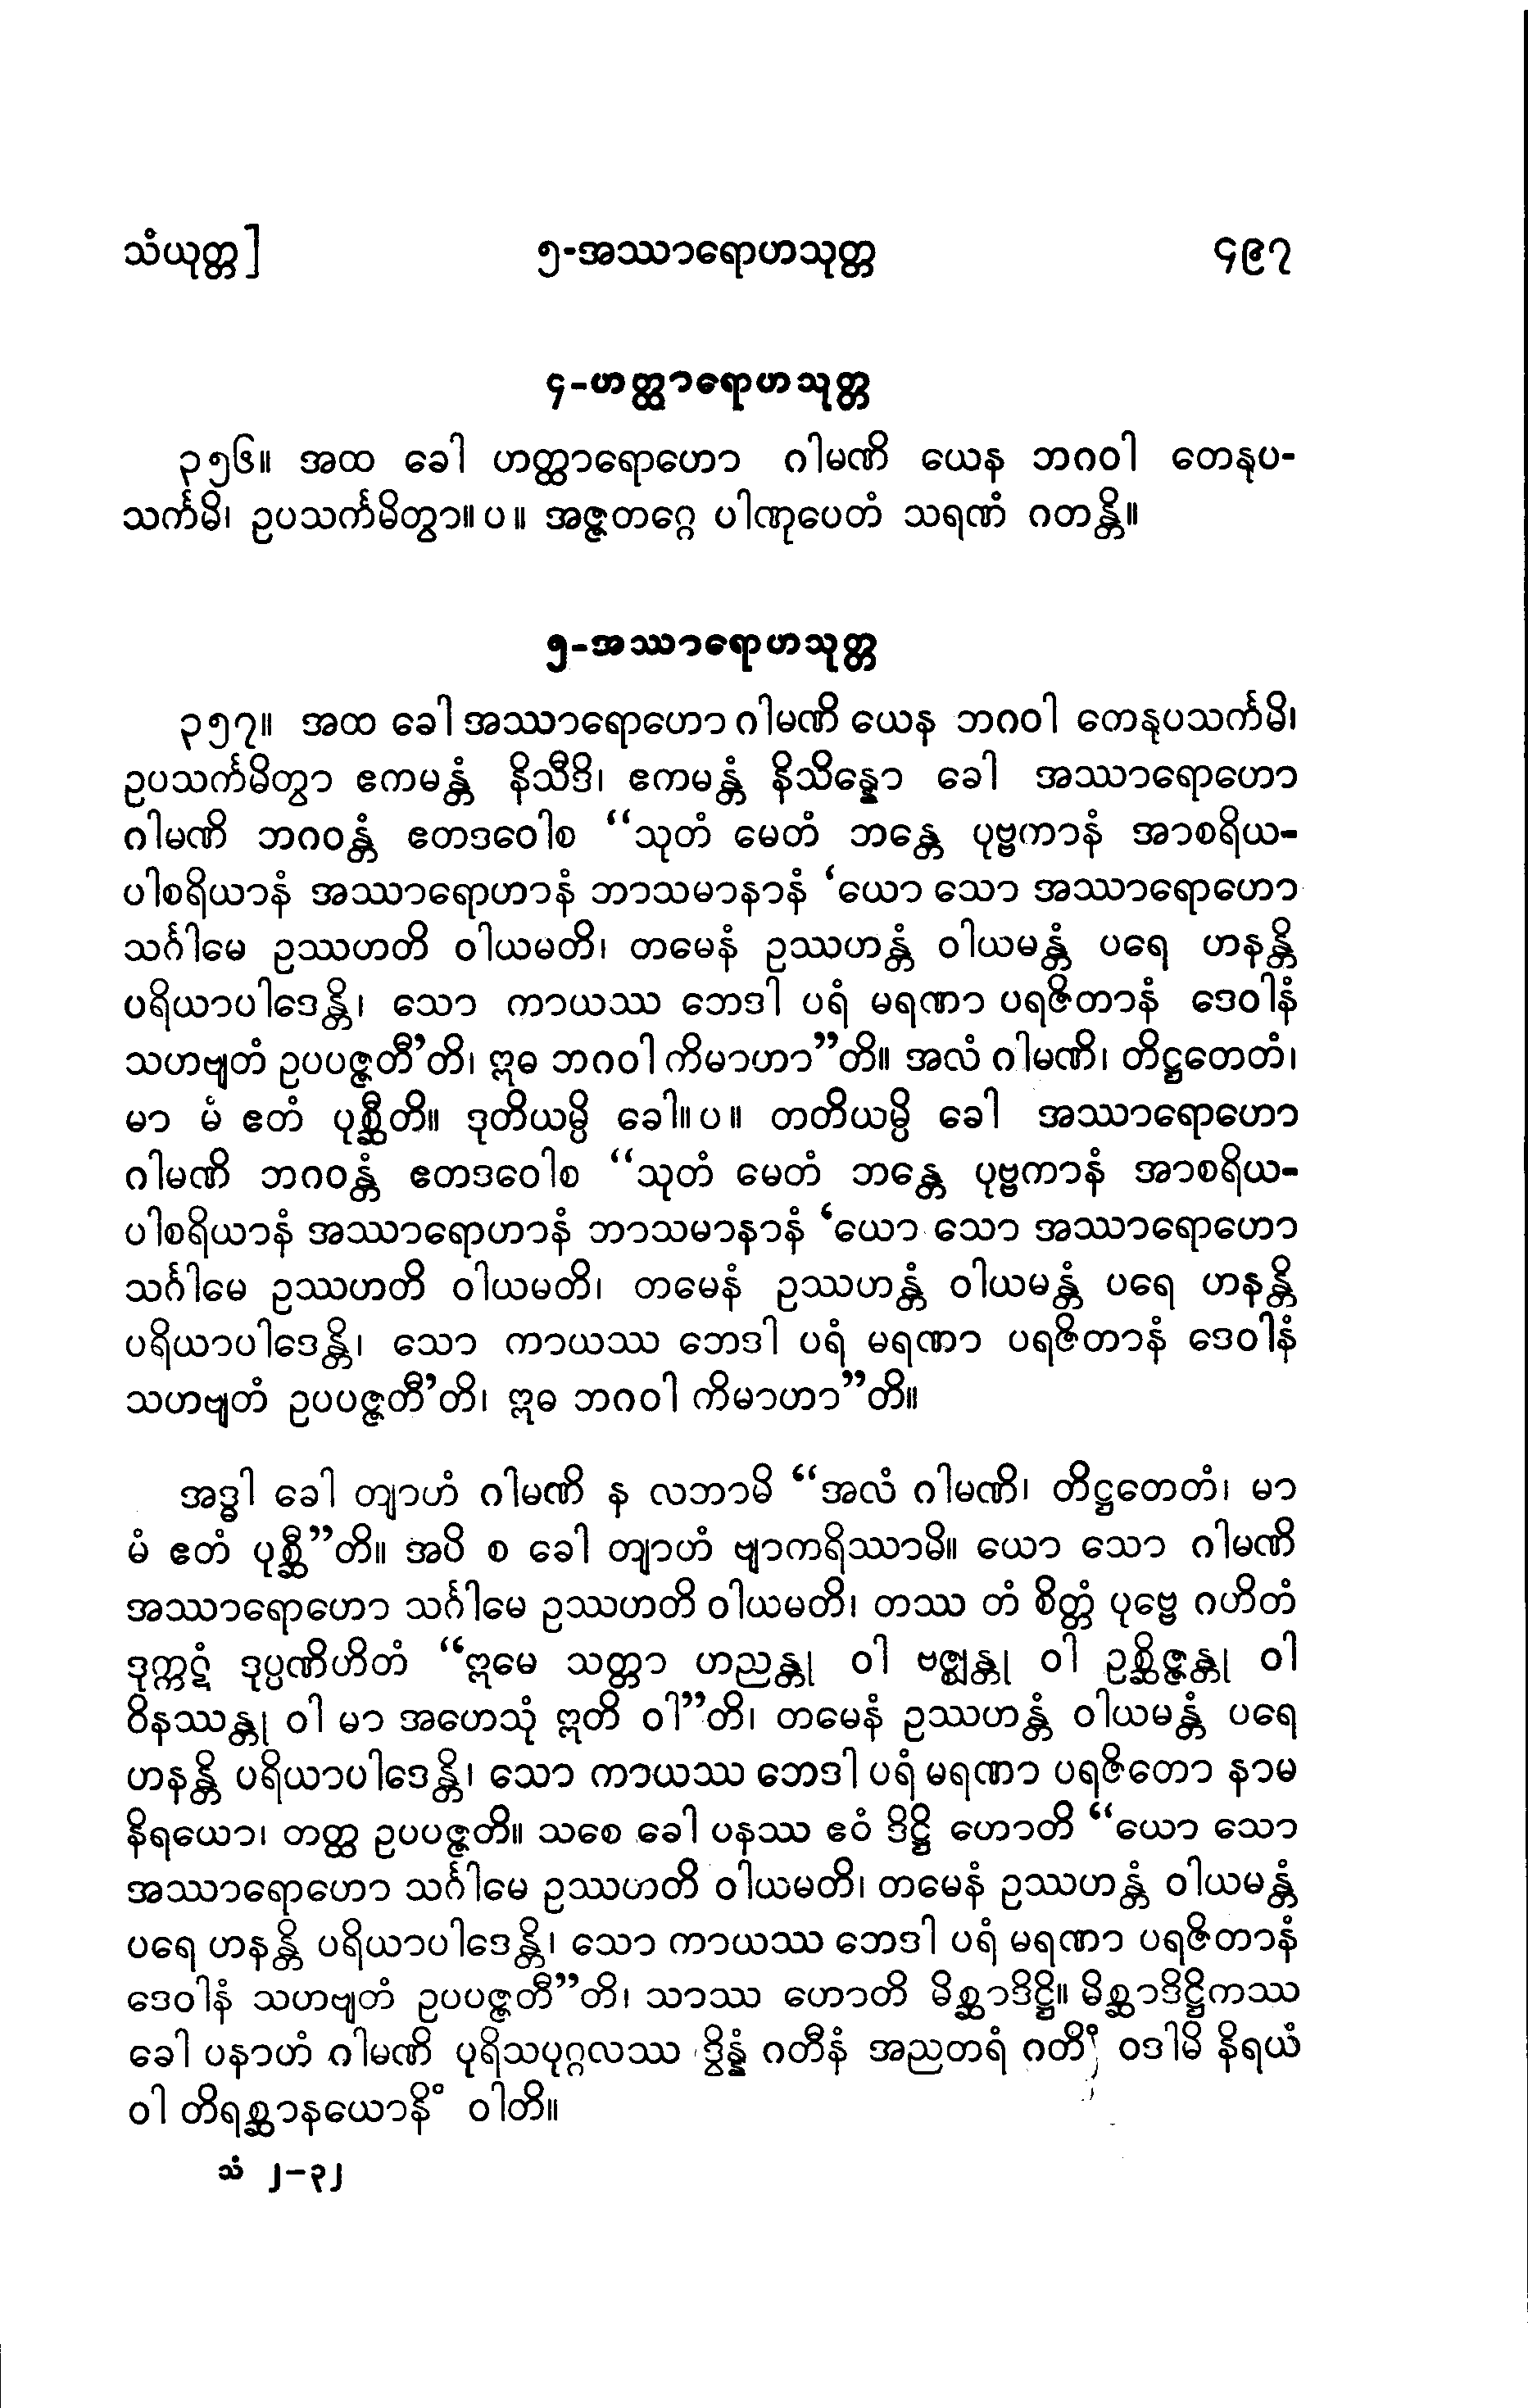 သံယုတ္တ]
၅-အဿာရောဟသုတ္တ
၄၉၇
၄-ဟတ္ထာရောဟသုတ္တ
၃၅၆။ အထ ခေါ ဟတ္ထာရောဟော ဂါမဏိ ယေန ဘဂဝါ တေနုပ-
သင်္ကမိ၊ ဥပသင်္ကမိတွာ။ပ။ အဇ္ဇတဂ္ဂေ ပါဏုပေတံ သရဏံ ဂတန္တိ။
၅-အဿာရောဟသုတ္တ
၃၅၇။ အထ ခေါ အဿာရောဟော ဂါမဏိ ယေန ဘဂဝါ တေနုပသင်္ကမိ၊
ဥပသင်္ကမိတွာ ဧကမန္တံ နိသီဒိ၊ ဧကမန္တံ နိသိန္နော ခေါ အဿာရောဟော
ဂါမဏိ ဘဂဝန္တံ ဧတဒဝေါစ “သုတံ မေတံ ဘန္တေ ပုဗ္ဗကာနံ အာစရိယ-
ပါစရိယာနံ အဿာရောဟာနံ ဘာသမာနာနံ ‘ယော သော အဿာရောဟော
သင်္ဂါမေ ဥဿဟတိ ဝါယမတိ၊ တမေနံ ဥဿဟန္တံ ဝါယမန္တံ ပရေ ဟနန္တိ
ပရိယာပါဒေန္တိ၊ သော ကာယဿ ဘေဒါ ပရံ မရဏာ ပရဇိတာနံ ဒေဝါနံ
သဟဗျတံ ဥပပဇ္ဇတီ’တိ၊ ဣဓ ဘဂဝါ ကိမာဟာ”တိ။ အလံ ဂါမဏိ၊ တိဋ္ဌတေတံ၊
မာ မံ ဧတံ ပုစ္ဆီတိ။ ဒုတိယမ္ပိ ခေါ။ပ။ တတိယမ္ပိ ခေါ အဿာရောဟော
ဂါမဏိ ဘဂဝန္တံ ဧတဒဝေါစ “သုတံ မေတံ ဘန္တေ ပုဗ္ဗကာနံ အာစရိယ-
ပါစရိယာနံ အဿာရောဟာနံ ဘာသမာနာနံ ‘ယော သော အဿာရောဟော
သင်္ဂါမေ ဥဿဟတိ ဝါယမတိ၊ တမေနံ ဥဿဟန္တံ ဝါယမန္တံ ပရေ ဟနန္တိ
ပရိယာပါဒေန္တိ၊ သော ကာယဿ ဘေဒါ ပရံ မရဏာ ပရဇိတာနံ ဒေဝါနံ
သဟဗျတံ ဥပပဇ္ဇတီ’တိ၊ ဣဓ ဘဂဝါ ကိမာဟာ”တိ။
အဒ္ဓါ ခေါ တျာဟံ ဂါမဏိ န လဘာမိ “အလံ ဂါမဏိ၊ တိဋ္ဌတေတံ၊ မာ
မံ ဧတံ ပုစ္ဆီ”တိ။ အပိ စ ခေါ တျာဟံ ဗျာကရိဿာမိ။ ယော သော ဂါမဏိ
အဿာရောဟော သင်္ဂါမေ ဥဿဟတိ ဝါယမတိ၊ တဿ တံ စိတ္တံ ပုဗ္ဗေ ဂဟိတံ
ဒုက္ကဋံ ဒုပ္ပဏိဟိတံ “ဣမေ သတ္တာ ဟညန္တု ဝါ ဗဇ္ဈန္တု ဝါ ဥစ္ဆိဇ္ဇန္တု ဝါ
ဝိနဿန္တု ဝါ မာ အဟေသုံ ဣတိ ဝါ”တိ၊ တမေနံ ဥဿဟန္တံ ဝါယမန္တံ ပရေ
ဟနန္တိ ပရိယာပါဒေန္တိ၊ သော ကာယဿ ဘေဒါ ပရံ မရဏာ ပရဇိတော နာမ
နိရယော၊ တတ္ထ ဥပပဇ္ဇတိ။ သစေ ခေါ ပနဿ ဧဝံ ဒိဋ္ဌိ ဟောတိ “ယော သော
အဿာရောဟော သင်္ဂါမေ ဥဿဟတိ ဝါယမတိ၊ တမေနံ ဥဿဟန္တံ ဝါယမန္တံ
ပရေ ဟနန္တိ ပရိယာပါဒေန္တိ၊ သော ကာယဿ ဘေဒါ ပရံ မရဏာ ပရဇိတာနံ
ဒေဝါနံ သဟဗျတံ ဥပပဇ္ဇတီ”တိ၊ သာဿ ဟောတိ မိစ္ဆာဒိဋ္ဌိ။ မိစ္ဆာဒိဋ္ဌိကဿ
ခေါ ပနာဟံ ဂါမဏိ ပုရိသပုဂ္ဂလဿ ဒွိန္နံ ဂတီနံ အညတရံ ဂတိံ ဝဒါမိ နိရယံ
ဝါ တိရစ္ဆာနယောနိံ ဝါတိ။
သံ ၂-၃၂